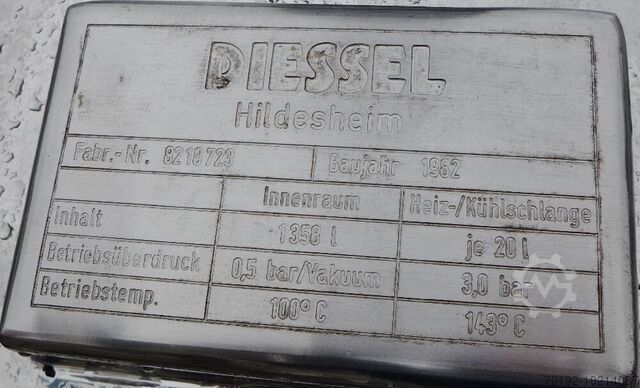 DIESSEL
Hildesheim
Fabr.-Nr. 8218723 Baujahr 1982
Innenraum Heiz-/Kühlschlange
Inhalt 1358 l je 20 l
Betriebsüberdruck 0,5 bar/Vakuum 3,0 bar
Betriebstemp. 100°C 143°C